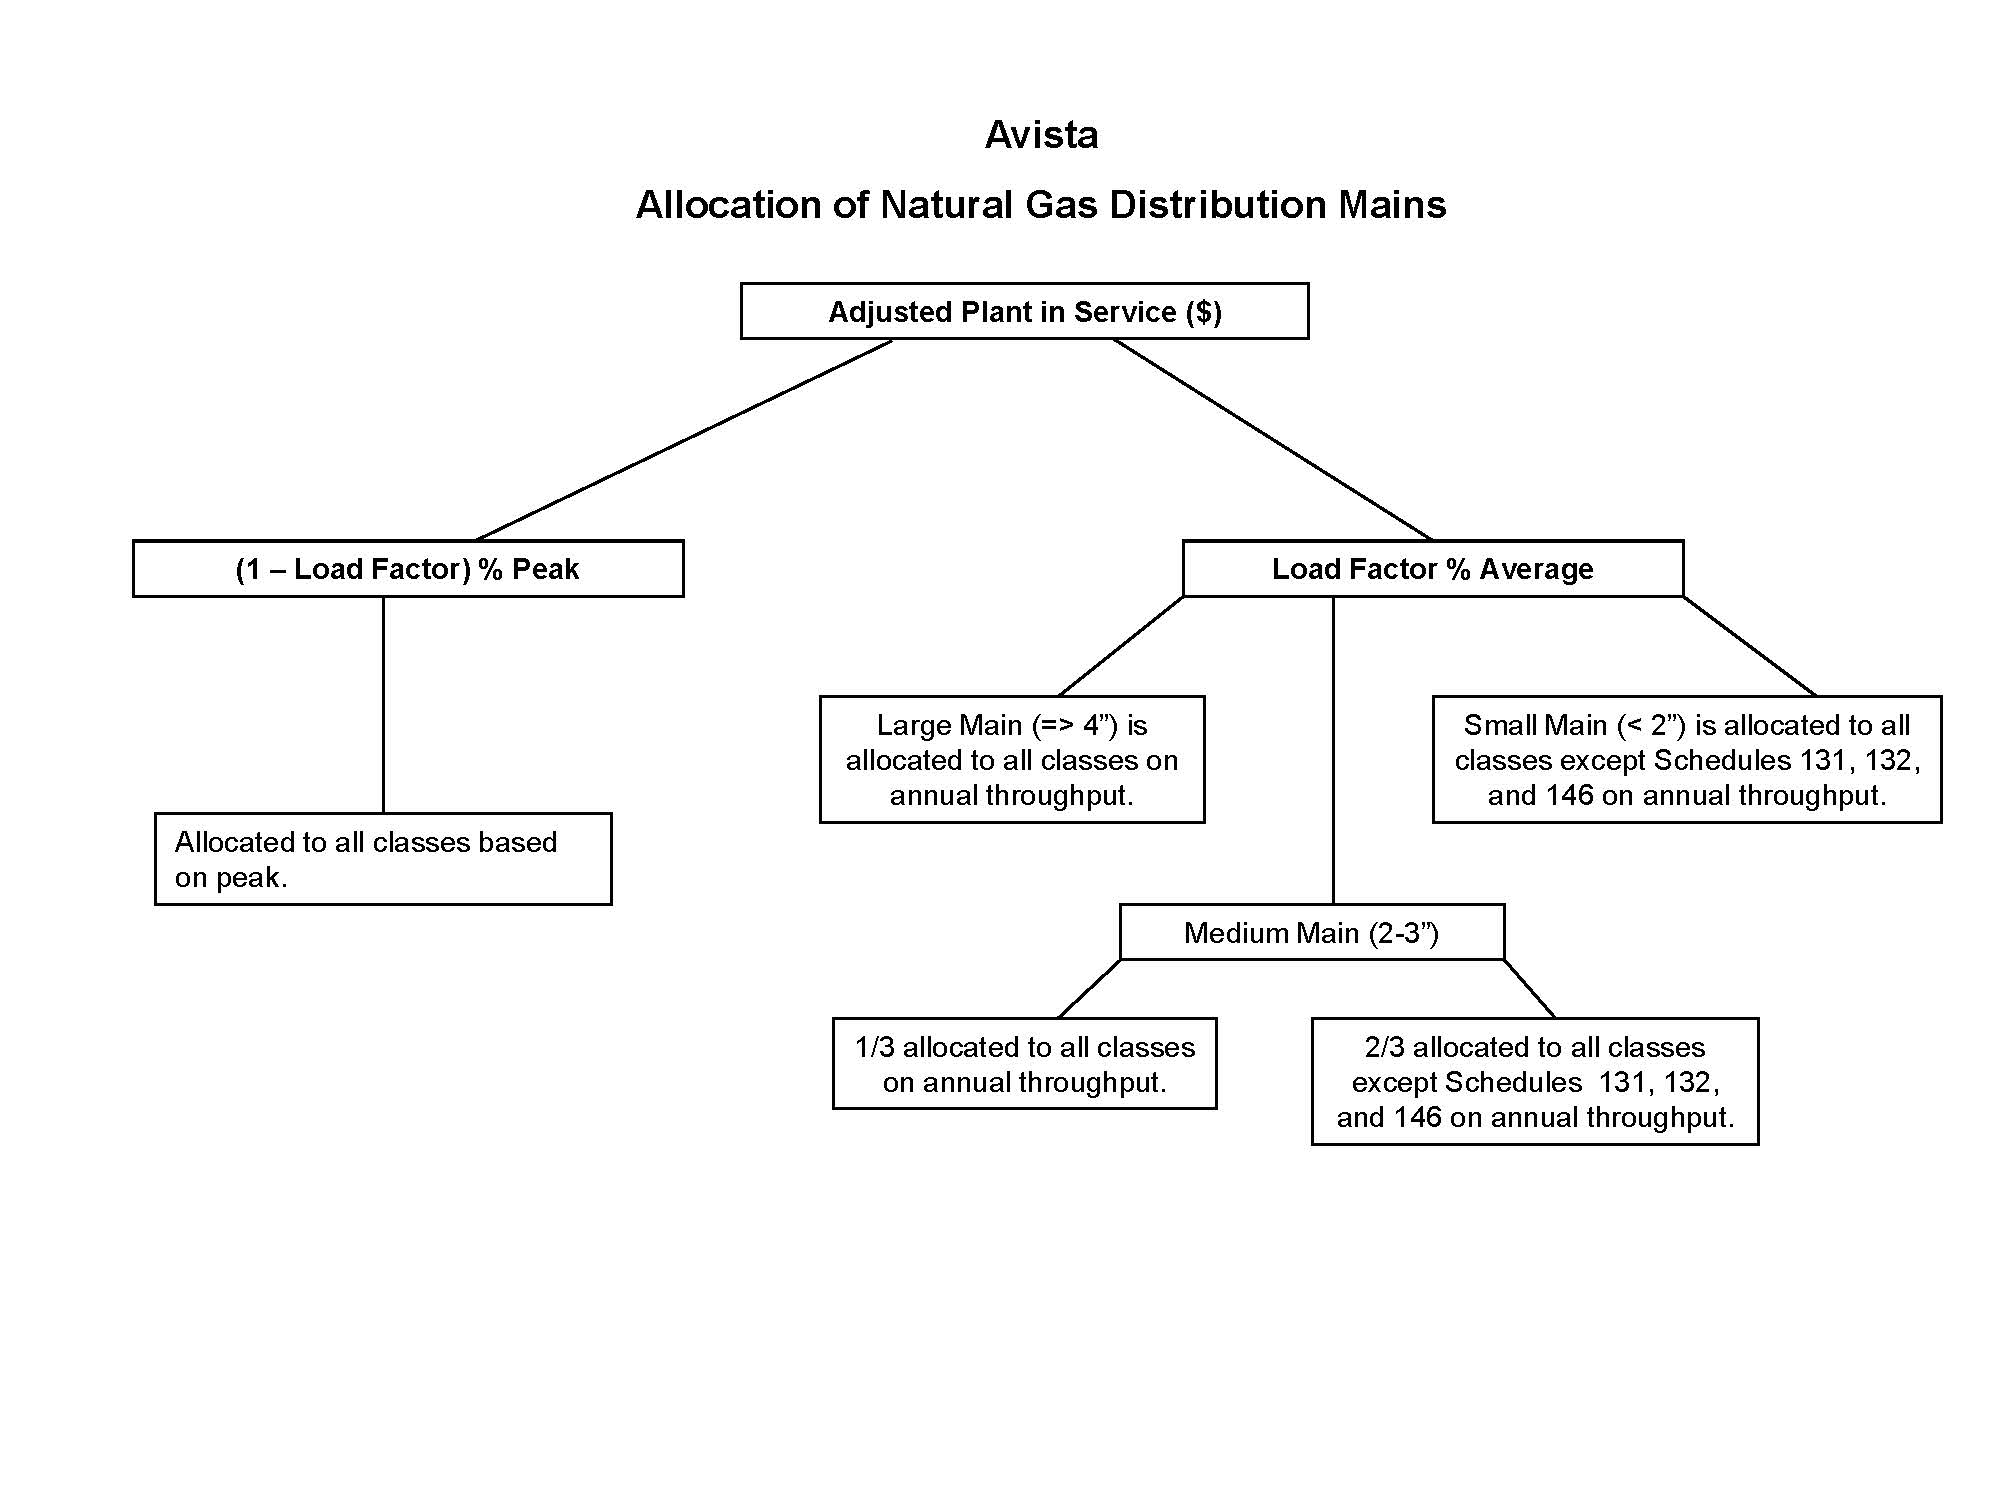 Avista
Allocation of Natural Gas Distribution Mains
Adjusted Plant in Service ($)
(1 – Load Factor) % Peak
Load Factor % Average
Large Main (=> 4”) is
allocated to all classes on
annual throughput.
Small Main (< 2”) is allocated to all
classes except Schedules 131, 132,
and 146 on annual throughput.
Allocated to all classes based
on peak.
Medium Main (2-3”)
1/3 allocated to all classes
on annual throughput.
2/3 allocated to all classes
except Schedules  131, 132,
and 146 on annual throughput.